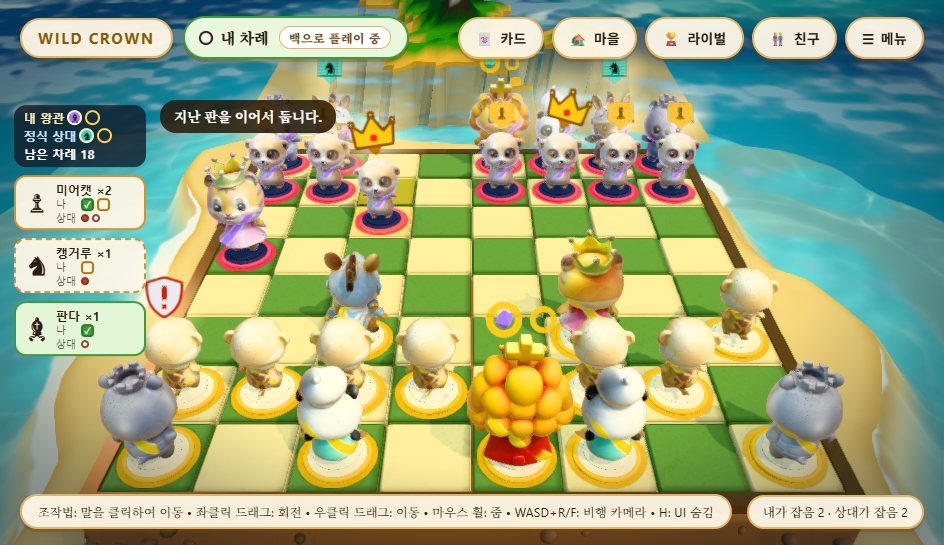 WILD CROWN
내 차례
백으로 플레이 중
카드
마을
라이벌
친구
메뉴
내 왕관
정식 상대
남은 차례 18
지난 판을 이어서 둡니다.
미어캣 ×2
나
상대
캥거루 ×1
나
상대
판다 ×1
나
상대
조작법: 말을 클릭하여 이동 • 좌클릭 드래그: 회전 • 우클릭 드래그: 이동 • 마우스 휠: 줌 • WASD+R/F: 비행 카메라 • H: UI 숨김
내가 잡음 2 · 상대가 잡음 2